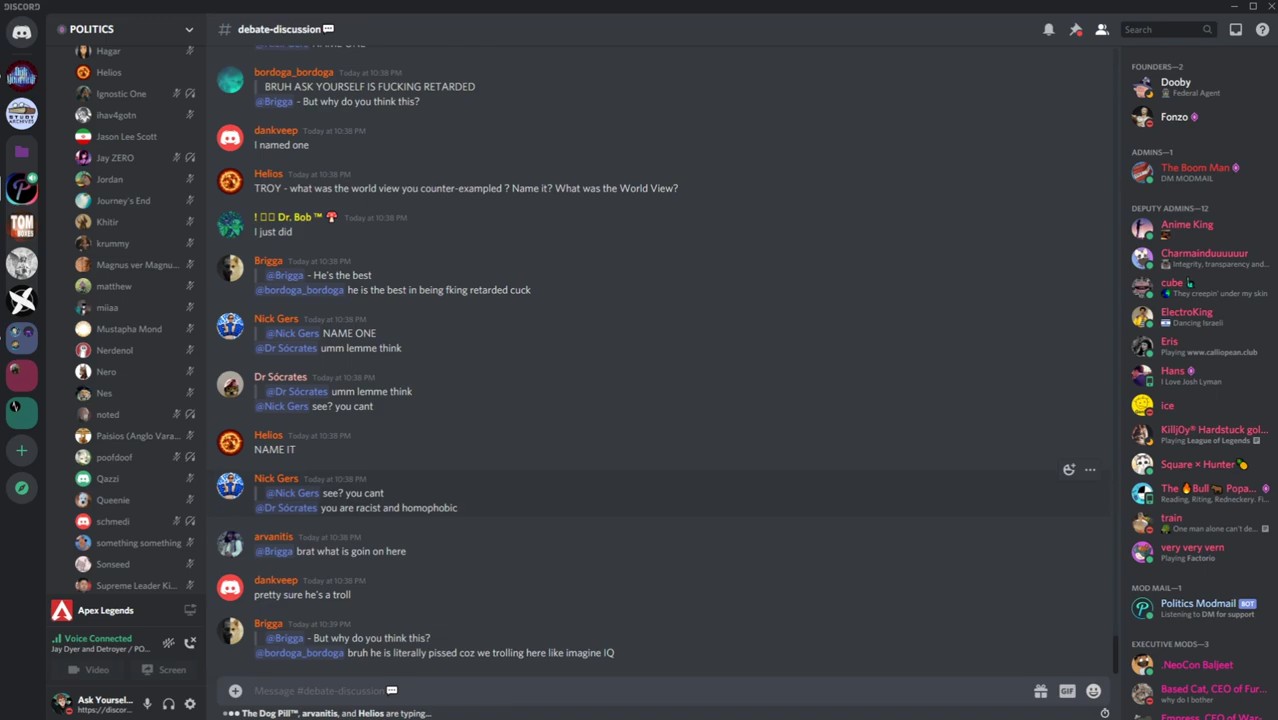 DISCORD
POLITICS
Hagar
Helios
Ignostic One
ihav4gotn
Jason Lee Scott
Jay ZERO
Jordan
Journey's End
Khitir
krummy
Magnus ver Magnu...
matthew
miiaa
Mustapha Mond
Nerdenol
Nero
Nes
noted
Paisios (Anglo Vara...
poofdoof
Qazzi
Queenie
schmedi
something something
Sonseed
Supreme Leader Ki...
Apex Legends
Voice Connected
Jay Dyer and Detroyer / PO...
Video
Screen
Ask Yoursel...
https://discor...
# debate-discussion
bordoga_bordoga Today at 10:38 PM
BRUH ASK YOURSELF IS FUCKING RETARDED
@Brigga - But why do you think this?
dankveep Today at 10:38 PM
I named one
Helios Today at 10:38 PM
TROY - what was the world view you counter-exampled ? Name it? What was the World View?
! Dr. Bob ™ 🍄 Today at 10:38 PM
I just did
Brigga Today at 10:38 PM
@Brigga - He's the best
@bordoga_bordoga he is the best in being fking retarded cuck
Nick Gers Today at 10:38 PM
@Nick Gers NAME ONE
@Dr Sócrates umm lemme think
Dr Sócrates Today at 10:38 PM
@Dr Sócrates umm lemme think
@Nick Gers see? you cant
Helios Today at 10:38 PM
NAME IT
Nick Gers Today at 10:38 PM
@Nick Gers see? you cant
@Dr Sócrates you are racist and homophobic
arvanitis Today at 10:38 PM
@Brigga brat what is goin on here
dankveep Today at 10:38 PM
pretty sure he's a troll
Brigga Today at 10:39 PM
@Brigga - But why do you think this?
@bordoga_bordoga bruh he is literally pissed coz we trolling here like imagine IQ
Message #debate-discussion
GIF
The Dog Pill™, arvanitis, and Helios are typing...
Search
FOUNDERS—2
Dooby
Federal Agent
Fonzo
ADMINS—1
The Boom Man
DM MODMAIL
DEPUTY ADMINS—12
Anime King
Charmainduuuuuur
Integrity, transparency and...
cube
They creepin' under my skin
ElectroKing
Dancing Israeli
Eris
Playing www.calliopean.club
Hans
I Love Josh Lyman
ice
KilljOy® Hardstuck gol...
Playing League of Legends
Square × Hunter
The 🔥Bull Popa...
Reading, Riting, Redneckery. Fi...
train
One man alone can't de...
very very vern
Playing Factorio
MOD MAIL—1
Politics Modmail BOT
Listening to DM for support
EXECUTIVE MODS—3
.NeoCon Baljeet
Based Cat, CEO of Fur...
why do I bother
Empress, CEO of War-
TOM
STUDY
ARCHIVES